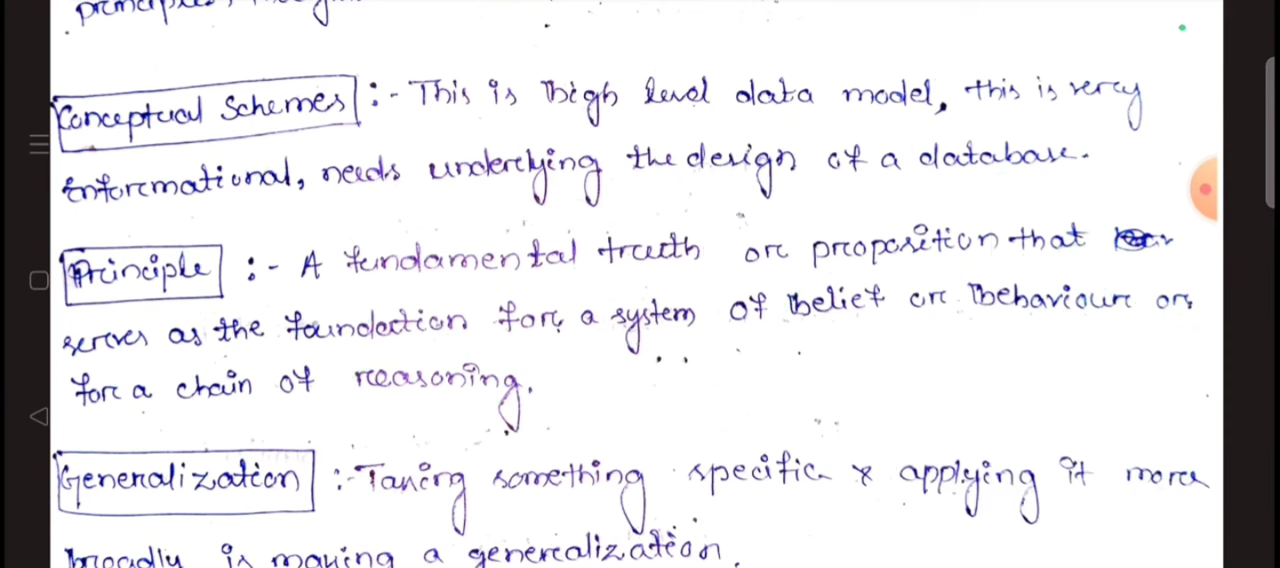 principles,
Conceptual Schemes :- This is high level data model, this is very
informational, needs underlying the design of a database.
Principle :- A fundamental truth or proposition that
serves as the foundation for a system of belief or behaviour or
for a chain of reasoning.
Generalization :- Taking something specific & applying it more
broadly is making a generalization.